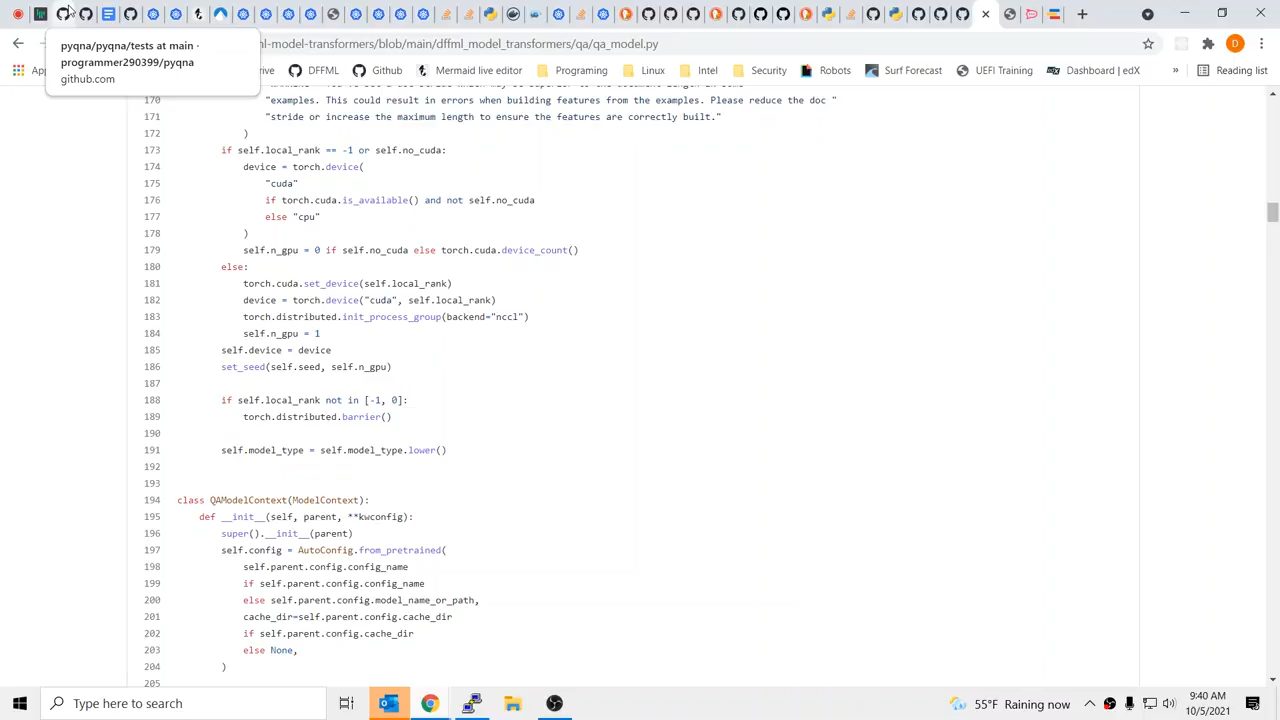 pyqna/pyqna/tests at main ·
programmer290399/pyqna
github.com
ml-model-transformers/blob/main/dffml_model_transformers/qa/qa_model.py
D
Ap
rive
DFFML
Github
Mermaid live editor
Programing
Linux
Intel
Security
Robots
Surf Forecast
UEFI Training
Dashboard | edX
»
Reading list
170 "examples. This could result in errors when building features from the examples. Please reduce the doc "
171 "stride or increase the maximum length to ensure the features are correctly built."
172 )
173 if self.local_rank == -1 or self.no_cuda:
174 device = torch.device(
175 "cuda"
176 if torch.cuda.is_available() and not self.no_cuda
177 else "cpu"
178 )
179 self.n_gpu = 0 if self.no_cuda else torch.cuda.device_count()
180 else:
181 torch.cuda.set_device(self.local_rank)
182 device = torch.device("cuda", self.local_rank)
183 torch.distributed.init_process_group(backend="nccl")
184 self.n_gpu = 1
185 self.device = device
186 set_seed(self.seed, self.n_gpu)
187
188 if self.local_rank not in [-1, 0]:
189 torch.distributed.barrier()
190
191 self.model_type = self.model_type.lower()
192
193
194 class QAModelContext(ModelContext):
195 def __init__(self, parent, **kwconfig):
196 super().__init__(parent)
197 self.config = AutoConfig.from_pretrained(
198 self.parent.config.config_name
199 if self.parent.config.config_name
200 else self.parent.config.model_name_or_path,
201 cache_dir=self.parent.config.cache_dir
202 if self.parent.config.cache_dir
203 else None,
204 )
205
Type here to search
55°F Raining now
9:40 AM
10/5/2021